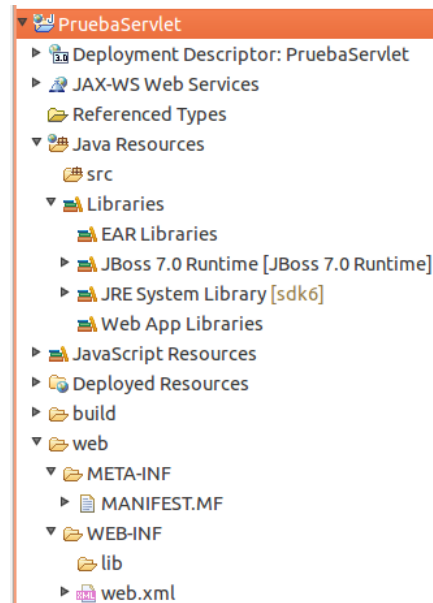 PruebaServlet
3.0 Deployment Descriptor: PruebaServlet
JAX-WS Web Services
Referenced Types
Java Resources
src
Libraries
EAR Libraries
JBoss 7.0 Runtime [JBoss 7.0 Runtime]
JRE System Library [sdk6]
Web App Libraries
JavaScript Resources
Deployed Resources
build
web
META-INF
MANIFEST.MF
WEB-INF
lib
web.xml